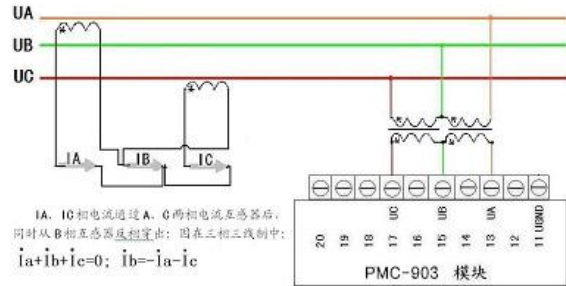 UA
UB
UC
IA
IB
IC
UC
UB
UA
20
19
18
17
16
15
14
13
12
11 UGND
PMC-903 模块
IA、IC相电流通过A、C两相电流互感器后,
同时从B相互感器反相穿出; 因在三相三线制中:
İa+İb+İc=0; İb=-İa-İc